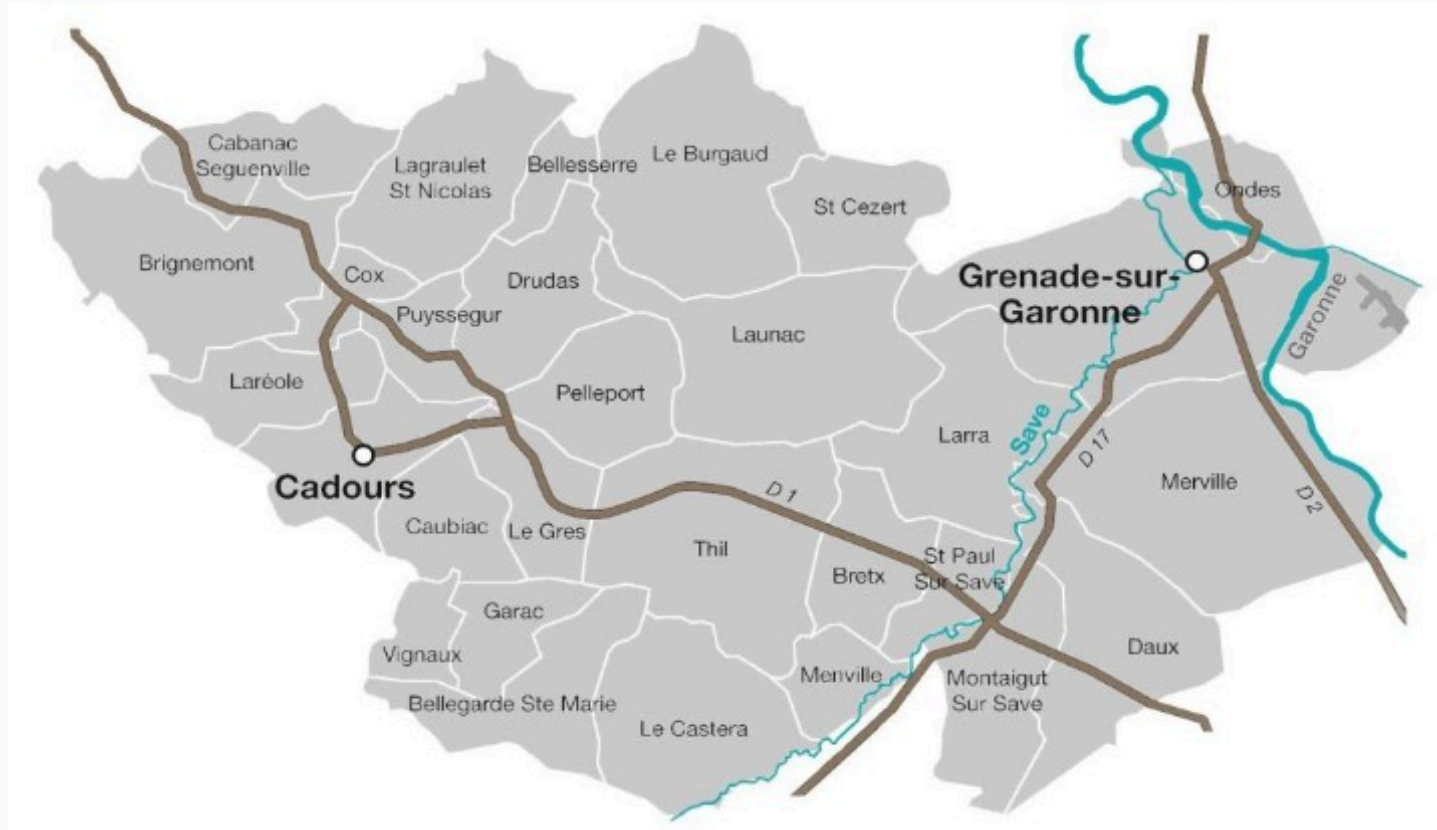 Cabanac
Seguenville
Lagraulet
St Nicolas
Bellesserre
Le Burgaud
St Cezert
Ondes
Brignemont
Cox
Drudas
Grenade-sur-
Garonne
Puyssegur
Launac
Garonne
Laréole
Pelleport
Larra
Save
D 17
Merville
D 2
Cadours
D 1
Caubiac
Le Gres
Thil
Bretx
St Paul
Sur Save
Garac
Vignaux
Menville
Montaigut
Sur Save
Daux
Bellegarde Ste Marie
Le Castera